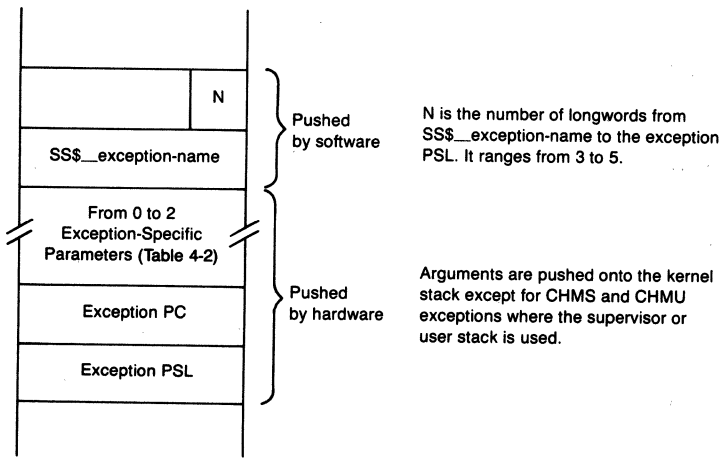 N
SS$__exception-name
From 0 to 2
Exception-Specific
Parameters (Table 4-2)
Exception PC
Exception PSL
Pushed
by software
Pushed
by hardware
N is the number of longwords from
SS$__exception-name to the exception
PSL. It ranges from 3 to 5.
Arguments are pushed onto the kernel
stack except for CHMS and CHMU
exceptions where the supervisor or
user stack is used.